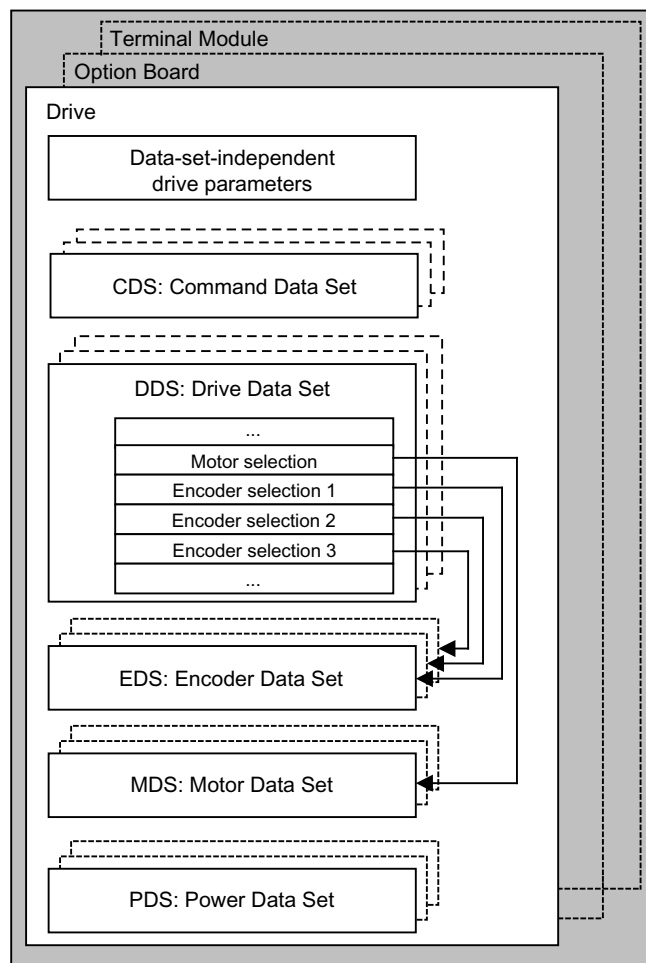 Terminal Module
Option Board
Drive
Data-set-independent
drive parameters
CDS: Command Data Set
DDS: Drive Data Set
...
Motor selection
Encoder selection 1
Encoder selection 2
Encoder selection 3
...
EDS: Encoder Data Set
MDS: Motor Data Set
PDS: Power Data Set